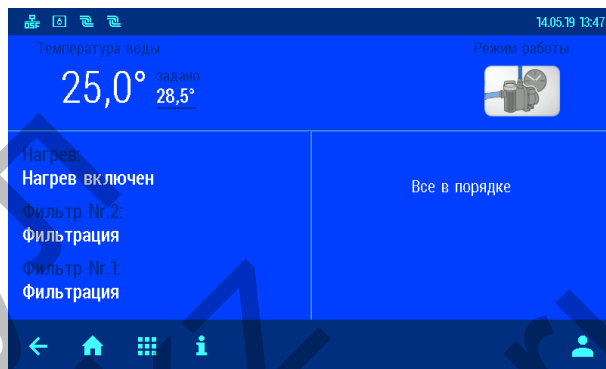 OSF
14.05.19 13:47
Температура воды
Режим работы
25,0°
задано
28,5°
Нагрев:
Нагрев включен
Все в порядке
Фильтр Nr.2:
Фильтрация
Фильтр Nr.1:
Фильтрация